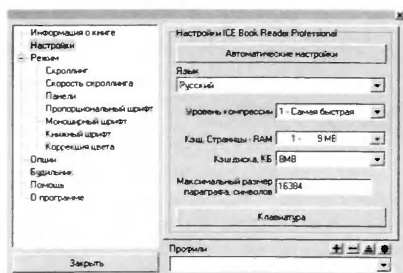 Информация о книге
Настройки
Режим
Скроллинг
Скорость скроллинга
Панели
Пропорциональный шрифт
Моноширный шрифт
Книжный шрифт
Коррекция цвета
Опции
Будильник
Помощь
О программе
Закрыть
Настройки ICE Book Reader Professional
Автоматические настройки
Язык
Русский
Уровень компрессии 1 - Самая быстрая
Кэш, Страницы - RAM 1 - 9 MB
Кэш диска, КБ 8MB
Максимальный размер параграфа, символов 16384
Клавиатура
Профили